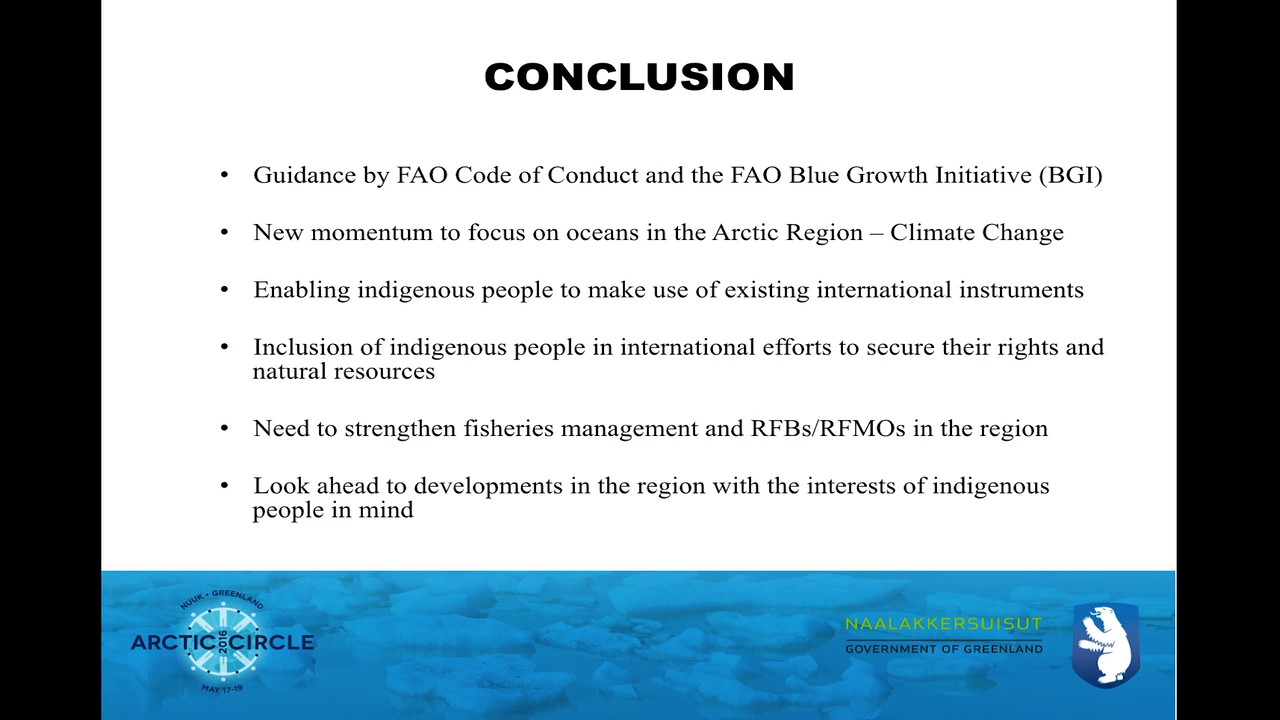 CONCLUSION
• Guidance by FAO Code of Conduct and the FAO Blue Growth Initiative (BGI)
• New momentum to focus on oceans in the Arctic Region – Climate Change
• Enabling indigenous people to make use of existing international instruments
• Inclusion of indigenous people in international efforts to secure their rights and
natural resources
• Need to strengthen fisheries management and RFBs/RFMOs in the region
• Look ahead to developments in the region with the interests of indigenous
people in mind
NUUK • GREENLAND
ARCTIC 2016 CIRCLE
MAY 17-19
NAALAKKERSUISUT
GOVERNMENT OF GREENLAND